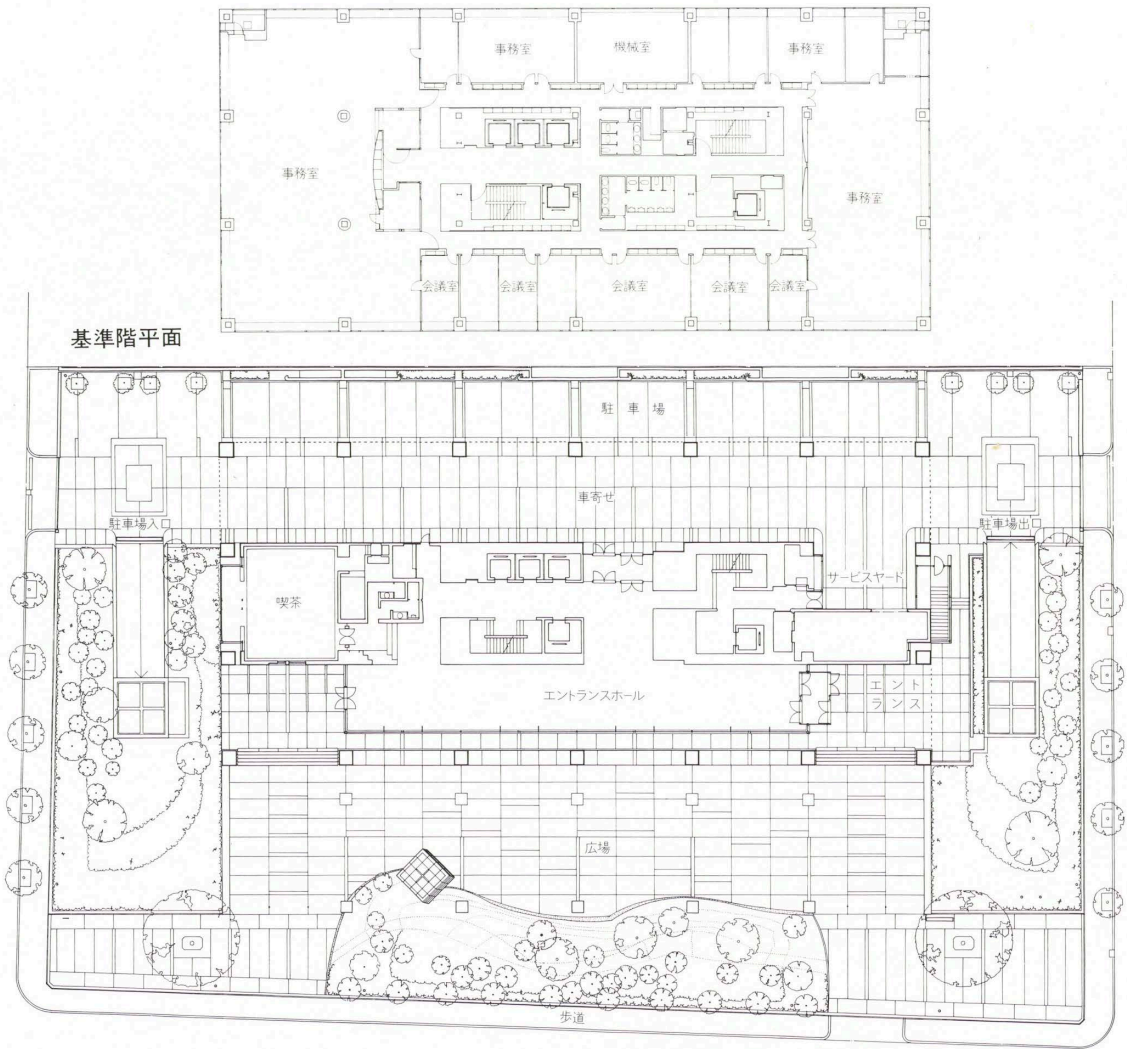 事務室
機械室
事務室
事務室
事務室
会議室
会議室
会議室
会議室
会議室
基準階平面
駐車場
車寄せ
駐車場入口
駐車場出口
喫茶
サービスヤード
エントランスホール
エント
ランス
広場
歩道